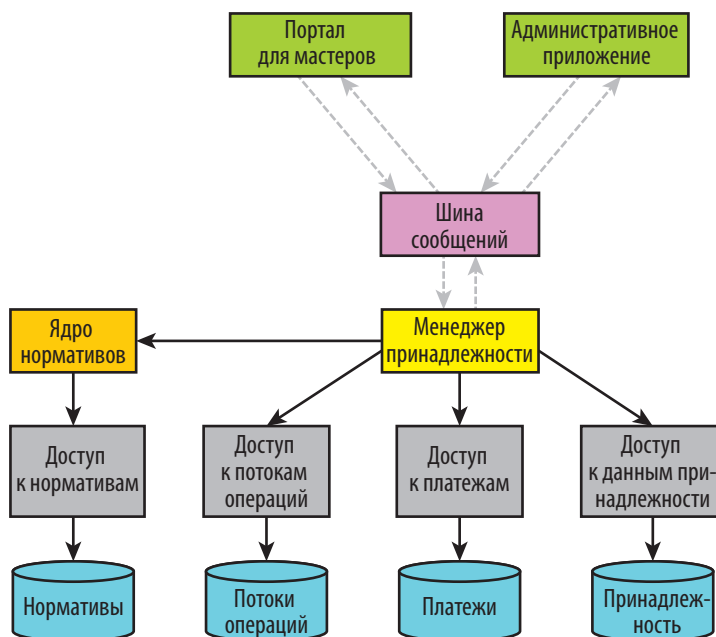 Портал
для мастеров
Административное
приложение
Шина
сообщений
Ядро
нормативов
Менеджер
принадлежности
Доступ
к нормативам
Доступ
к потокам
операций
Доступ
к платежам
Доступ
к данным при-
надлежности
Нормативы
Потоки
операций
Платежи
Принадлеж-
ность